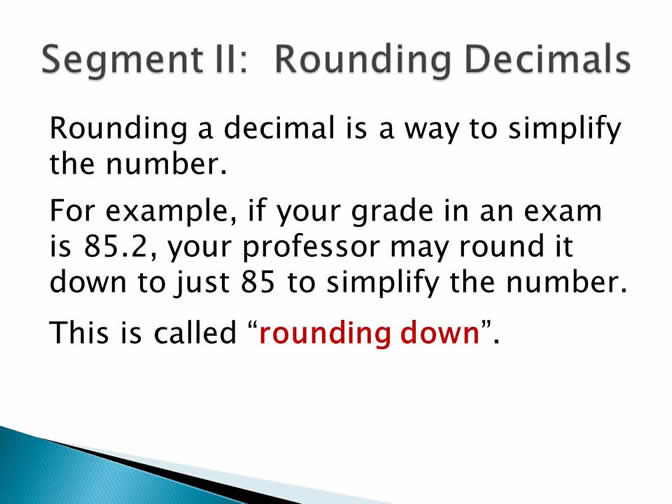 Segment II:  Rounding Decimals
Rounding a decimal is a way to simplify
the number.
For example, if your grade in an exam
is 85.2, your professor may round it
down to just 85 to simplify the number.
This is called “rounding down”.